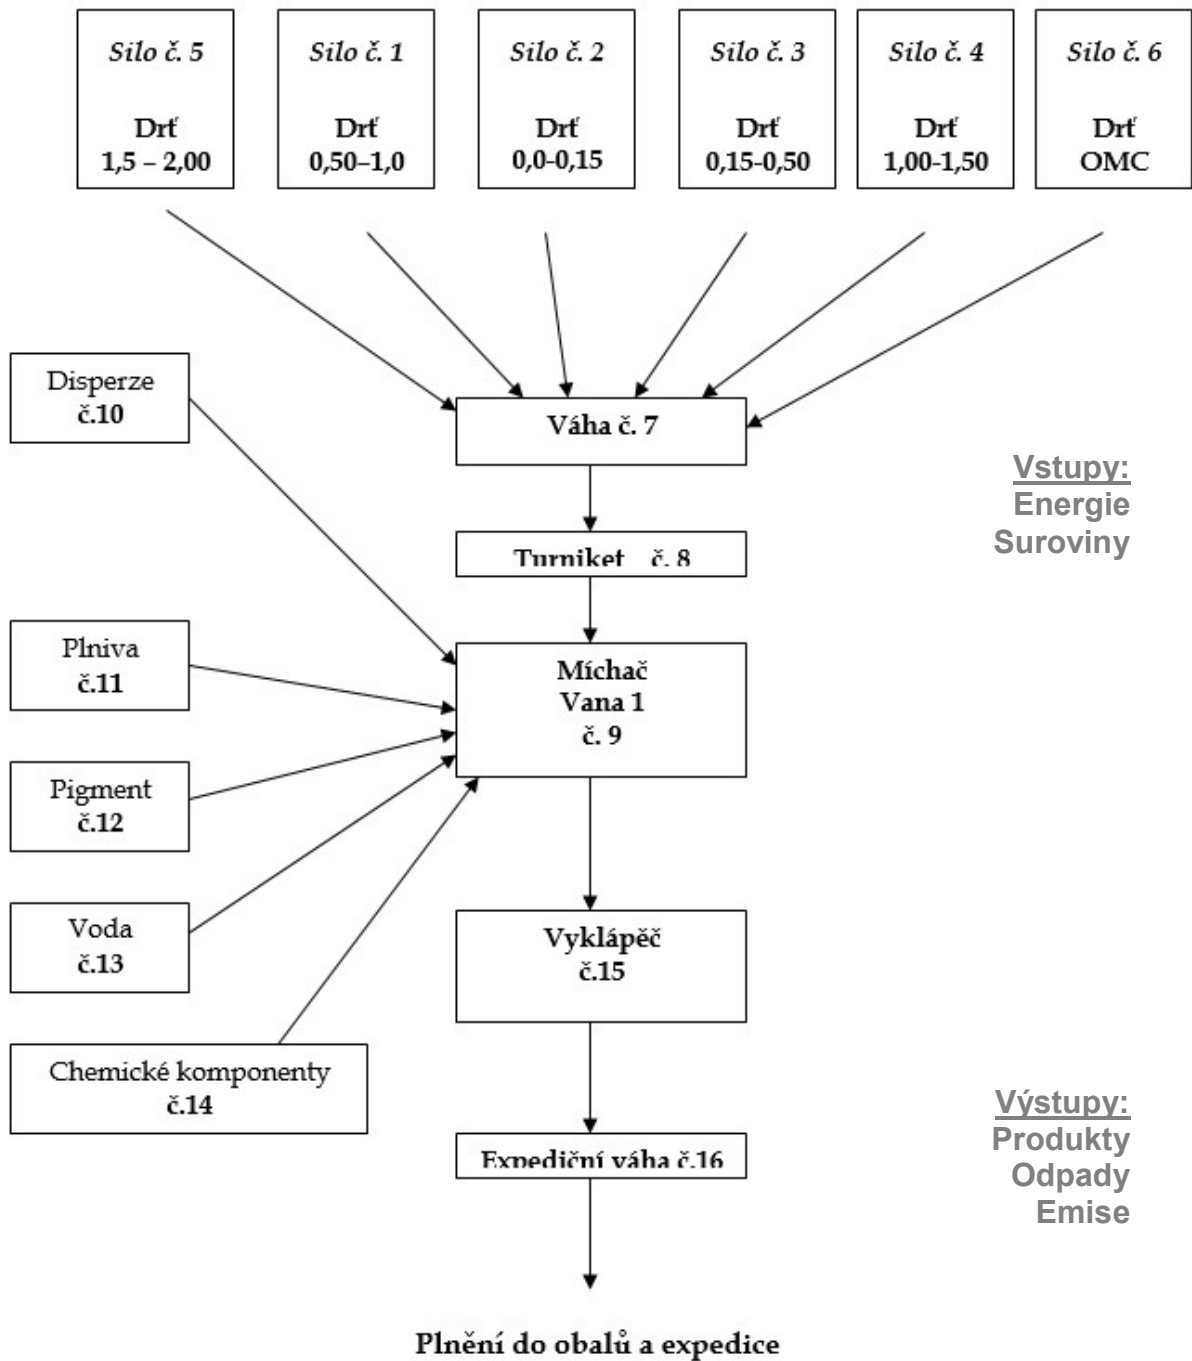 Silo č. 5
Drť
1,5 – 2,00
Silo č. 1
Drť
0,50–1,0
Silo č. 2
Drť
0,0-0,15
Silo č. 3
Drť
0,15-0,50
Silo č. 4
Drť
1,00-1,50
Silo č. 6
Drť
OMC
Disperze
č.10
Váha č. 7
Vstupy:
Energie
Suroviny
Turniket č. 8
Plniva
č.11
Míchač
Vana 1
č. 9
Pigment
č.12
Voda
č.13
Vyklápěč
č.15
Chemické komponenty
č.14
Expediční váha č.16
Výstupy:
Produkty
Odpady
Emise
Plnění do obalů a expedice